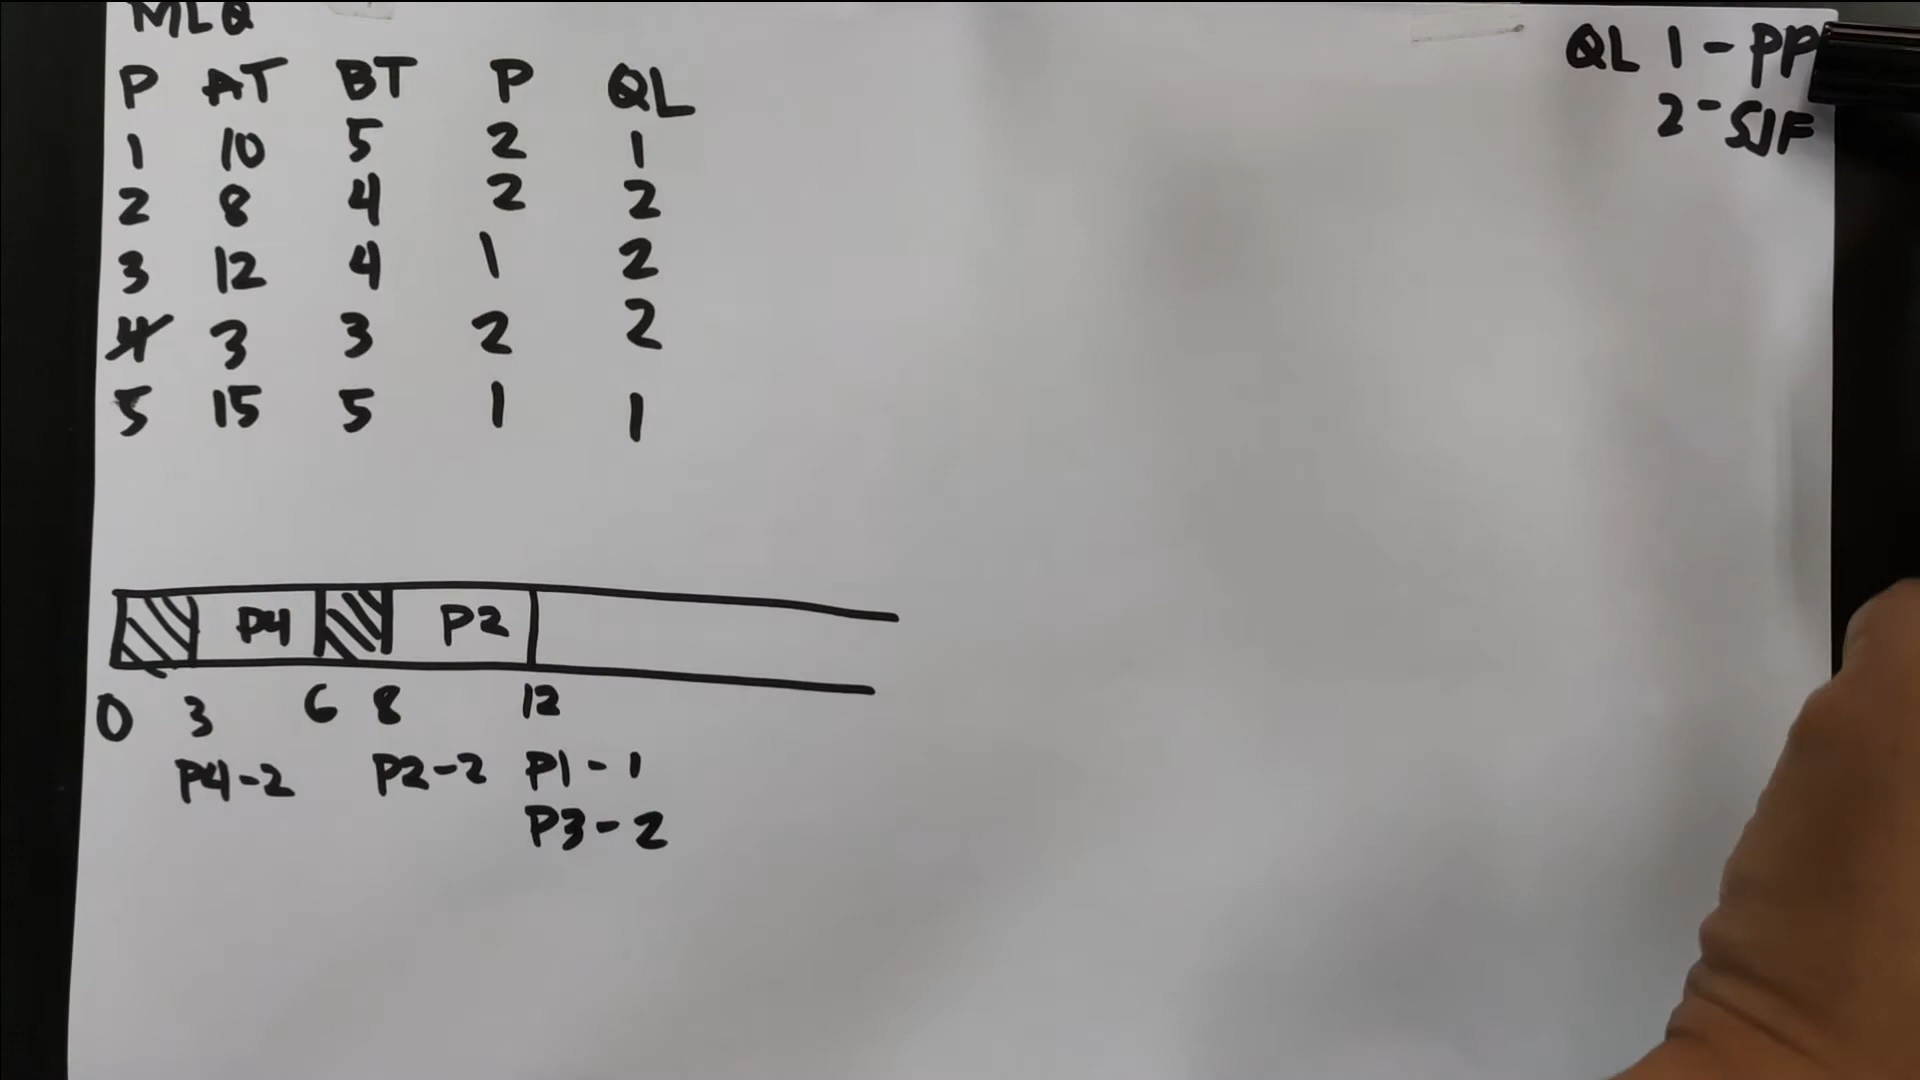 MLQ
QL 1 - PP
2 - SJF
P AT BT P QL
1 10 5 2 1
2 8 4 2 2
3 12 4 1 2
4 3 3 2 2
5 15 5 1 1
P4 P2
0 3 6 8 12
P4-2 P2-2 P1-1
P3-2